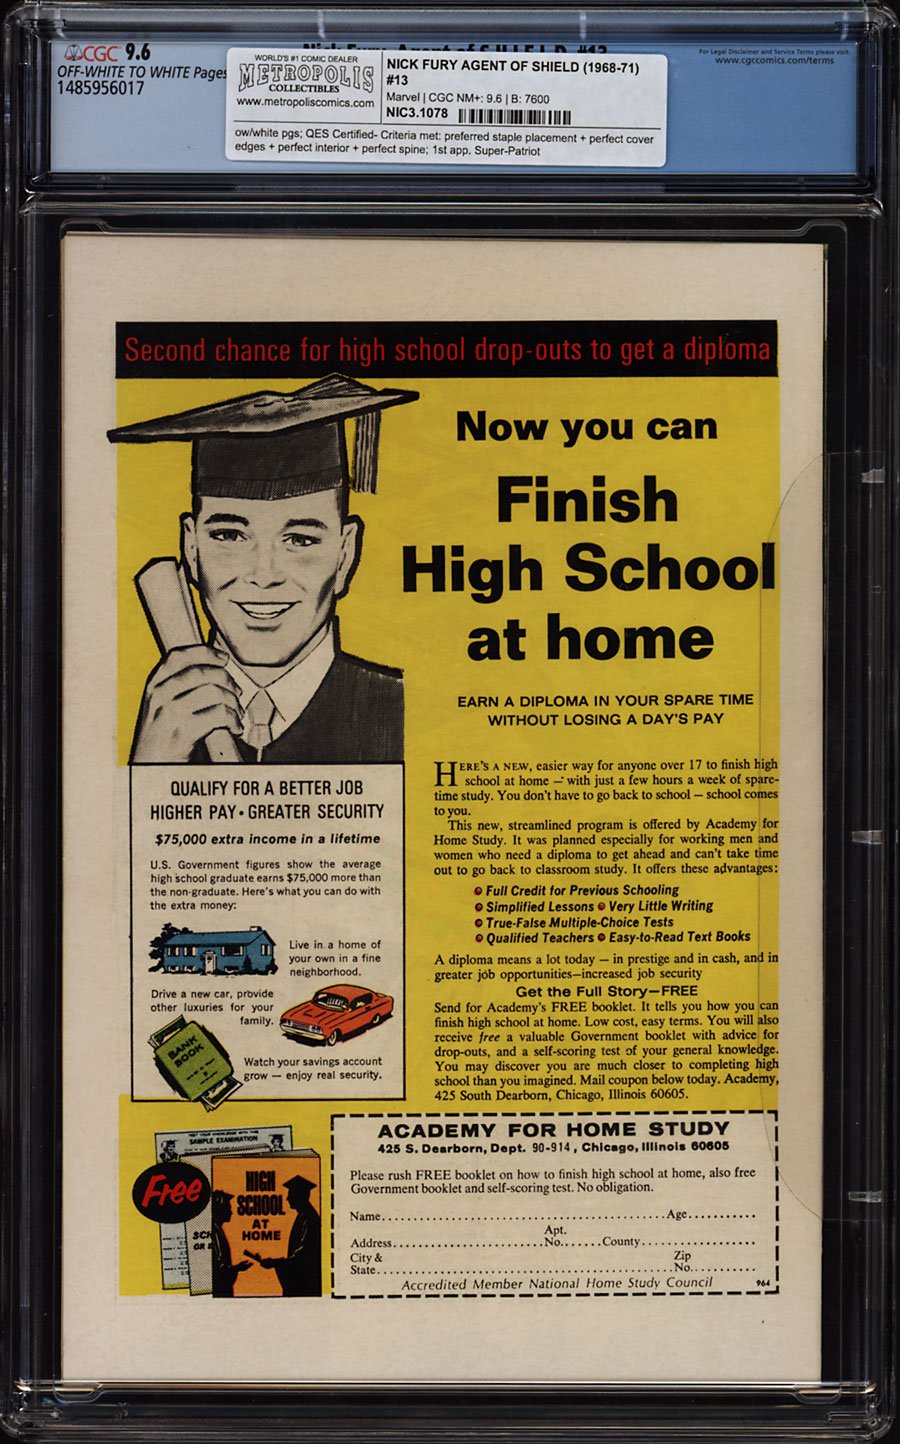 CGC 9.6
OFF-WHITE TO WHITE Pages
1485956017
Nick Fury, Agent of S.H.I.E.L.D. #13
For Legal Disclaimer and Service Terms please visit:
www.cgccomics.com/terms
WORLD'S #1 COMIC DEALER
METROPOLIS
COLLECTIBLES
www.metropoliscomics.com
NICK FURY AGENT OF SHIELD (1968-71)
#13
Marvel | CGC NM+: 9.6 | B: 7600
NIC3.1078
ow/white pgs; QES Certified- Criteria met: preferred staple placement + perfect cover
edges + perfect interior + perfect spine; 1st app. Super-Patriot
Second chance for high school drop-outs to get a diploma
Now you can
Finish
High School
at home
EARN A DIPLOMA IN YOUR SPARE TIME
WITHOUT LOSING A DAY'S PAY
HERE'S A NEW, easier way for anyone over 17 to finish high
school at home — with just a few hours a week of spare-
time study. You don't have to go back to school – school comes
to you.
This new, streamlined program is offered by Academy for
Home Study. It was planned especially for working men and
women who need a diploma to get ahead and can't take time
out to go back to classroom study. It offers these advantages:
Full Credit for Previous Schooling
Simplified Lessons Very Little Writing
True-False Multiple-Choice Tests
Qualified Teachers Easy-to-Read Text Books
A diploma means a lot today – in prestige and in cash, and in
greater job opportunities—increased job security
Get the Full Story—FREE
Send for Academy's FREE booklet. It tells you how you can
finish high school at home. Low cost, easy terms. You will also
receive free a valuable Government booklet with advice for
drop-outs, and a self-scoring test of your general knowledge.
You may discover you are much closer to completing high
school than you imagined. Mail coupon below today. Academy,
425 South Dearborn, Chicago, Illinois 60605.
QUALIFY FOR A BETTER JOB
HIGHER PAY • GREATER SECURITY
$75,000 extra income in a lifetime
U.S. Government figures show the average
high school graduate earns $75,000 more than
the non-graduate. Here's what you can do with
the extra money:
Live in a home of
your own in a fine
neighborhood.
Drive a new car, provide
other luxuries for your
family.
BANK
BOOK
Watch your savings account
grow — enjoy real security.
SAMPLE EXAMINATION
Free
HIGH
SCHOOL
AT
HOME
ACADEMY FOR HOME STUDY
425 S. Dearborn, Dept. 90-914, Chicago, Illinois 60605
Please rush FREE booklet on how to finish high school at home, also free
Government booklet and self-scoring test. No obligation.
Name.......................................................Age...........
Apt.
Address.............................No.......County...................
City & Zip
State...........................................................No...........
Accredited Member National Home Study Council 964